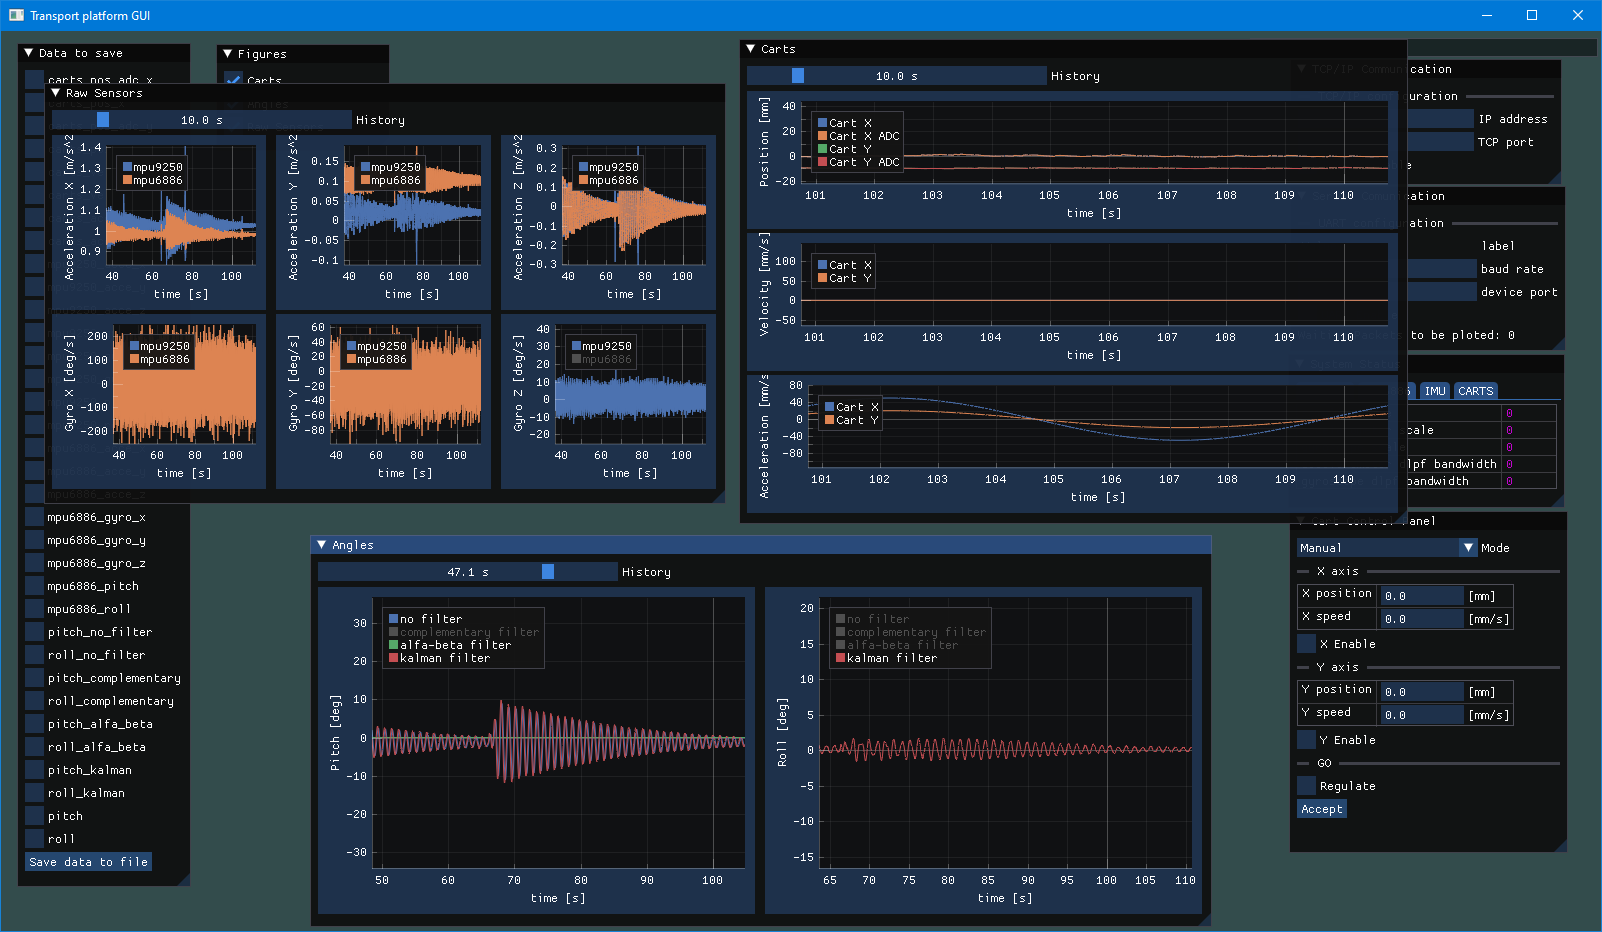 Transport platform GUI
Data to save
carts_pos_adc_x
mpu6886_gyro_x
mpu6886_gyro_y
mpu6886_gyro_z
mpu6886_pitch
mpu6886_roll
pitch_no_filter
roll_no_filter
pitch_complementary
roll_complementary
pitch_alfa_beta
roll_alfa_beta
pitch_kalman
roll_kalman
pitch
roll
Save data to file
Figures
Carts
Angles
Raw Sensors
10.0 s
History
Acceleration X [m/s^2
1.4
1.3
1.2
1.1
1
0.9
mpu9250
mpu6886
40 60 80 100
time [s]
Acceleration Y [m/s^2
0.15
0.1
0.05
0
-0.05
-0.1
mpu9250
mpu6886
40 60 80 100
time [s]
Acceleration Z [m/s^2
0.3
0.2
0.1
0
-0.1
-0.2
-0.3
mpu9250
mpu6886
40 60 80 100
time [s]
Gyro X [deg/s]
200
100
0
-100
-200
mpu9250
mpu6886
40 60 80 100
time [s]
Gyro Y [deg/s]
60
40
20
0
-20
-40
-60
-80
mpu9250
mpu6886
40 60 80 100
time [s]
Gyro Z [deg/s]
40
30
20
10
0
-10
-20
mpu9250
mpu6886
40 60 80 100
time [s]
Carts
10.0 s
History
Position [mm]
40
20
0
-20
Cart X
Cart X ADC
Cart Y
Cart Y ADC
101 102 103 104 105 106 107 108 109 110
time [s]
Velocity [mm/s]
100
50
0
-50
Cart X
Cart Y
101 102 103 104 105 106 107 108 109 110
time [s]
Acceleration [mm/s
80
40
0
-40
-80
Cart X
Cart Y
101 102 103 104 105 106 107 108 109 110
time [s]
Angles
47.1 s
History
Pitch [deg]
30
20
10
0
-10
-20
-30
no filter
complementary filter
alfa-beta filter
kalman filter
50 60 70 80 90 100
time [s]
Roll [deg]
20
15
10
5
0
-5
-10
-15
no filter
complementary filter
alfa-beta filter
kalman filter
65 70 75 80 85 90 95 100 105 110
time [s]
TCP/IP Communication
uration
IP address
TCP port
cation
ation
label
baud rate
device port
to be ploted: 0
IMU
CARTS
0
cale 0
0
dlpf bandwidth 0
bandwidth 0
Cart Control Panel
Manual
Mode
X axis
X position 0.0 [mm]
X speed 0.0 [mm/s]
X Enable
Y axis
Y position 0.0 [mm]
Y speed 0.0 [mm/s]
Y Enable
GO
Regulate
Accept